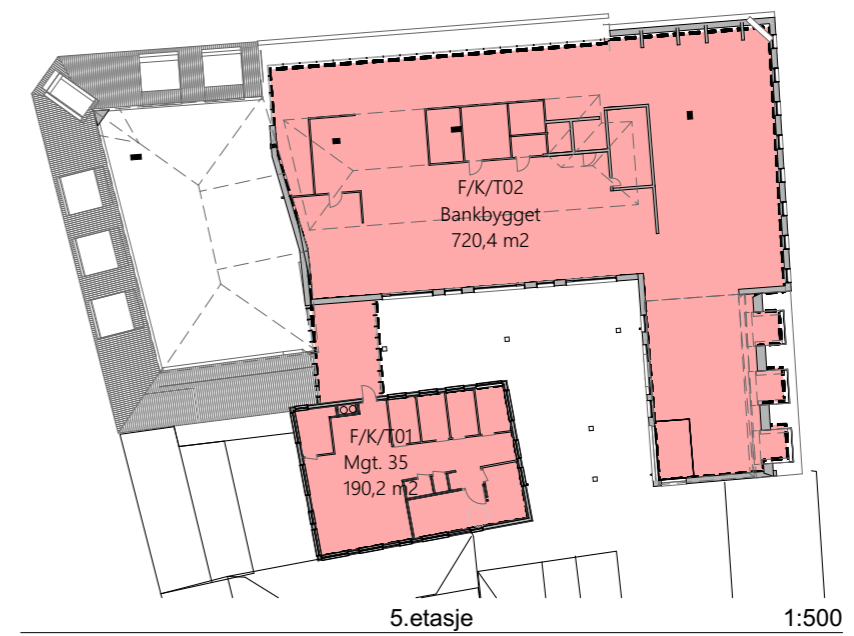 F/K/T02
Bankbygget
720,4 m2
F/K/T01
Mgt. 35
190,2 m2
5.etasje 1:500